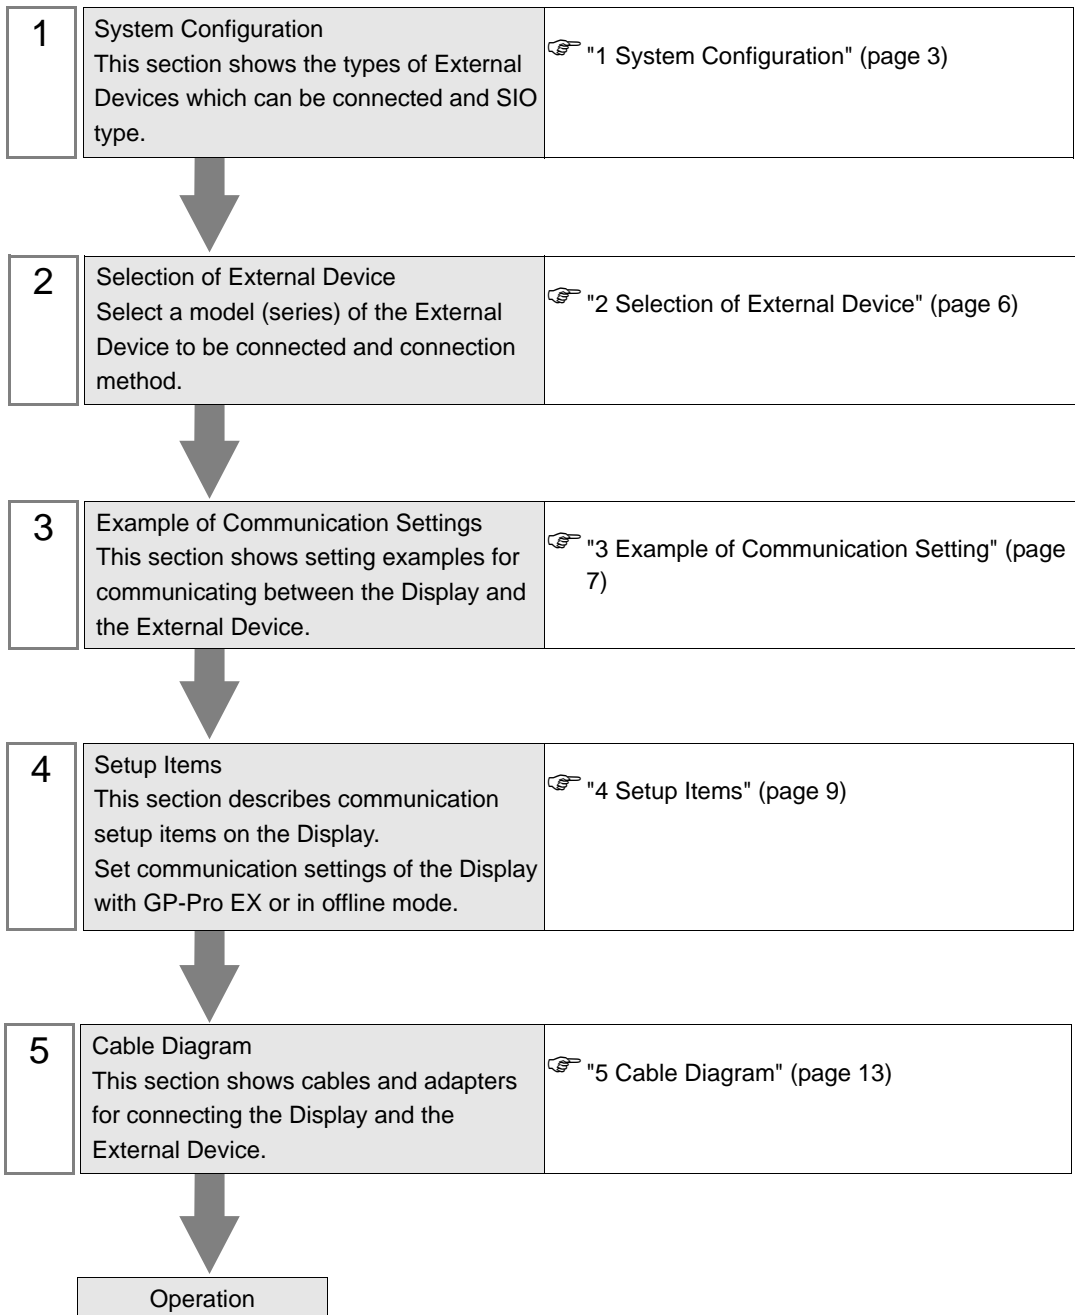 1
System Configuration
This section shows the types of External
Devices which can be connected and SIO
type.
"1 System Configuration" (page 3)
2
Selection of External Device
Select a model (series) of the External
Device to be connected and connection
method.
"2 Selection of External Device" (page 6)
3
Example of Communication Settings
This section shows setting examples for
communicating between the Display and
the External Device.
"3 Example of Communication Setting" (page
7)
4
Setup Items
This section describes communication
setup items on the Display.
Set communication settings of the Display
with GP-Pro EX or in offline mode.
"4 Setup Items" (page 9)
5
Cable Diagram
This section shows cables and adapters
for connecting the Display and the
External Device.
"5 Cable Diagram" (page 13)
Operation